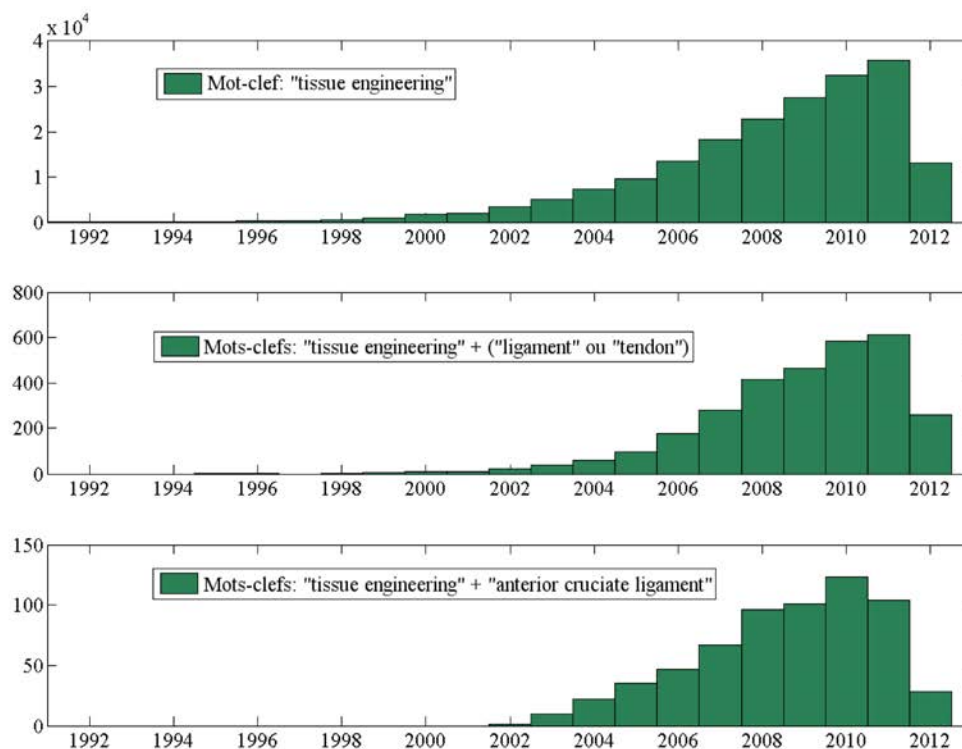 x 10⁴
4
Mot-clef: "tissue engineering"
3
2
1
0
1992 1994 1996 1998 2000 2002 2004 2006 2008 2010 2012
800
Mots-clefs: "tissue engineering" + ("ligament" ou "tendon")
600
400
200
0
1992 1994 1996 1998 2000 2002 2004 2006 2008 2010 2012
150
Mots-clefs: "tissue engineering" + "anterior cruciate ligament"
100
50
0
1992 1994 1996 1998 2000 2002 2004 2006 2008 2010 2012